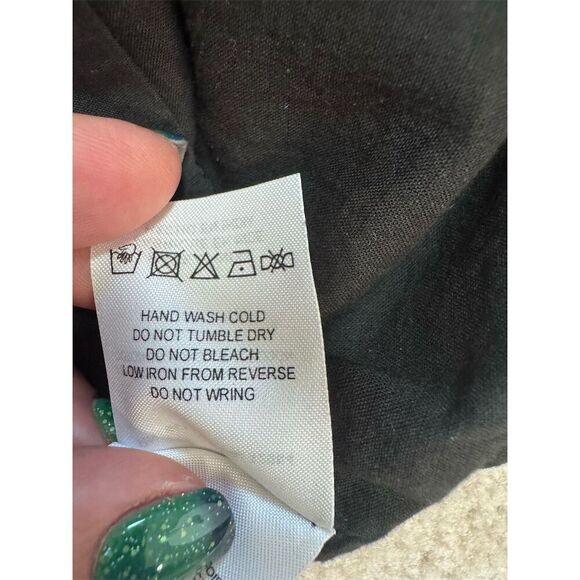 HAND WASH COLD
DO NOT TUMBLE DRY
DO NOT BLEACH
LOW IRON FROM REVERSE
DO NOT WRING